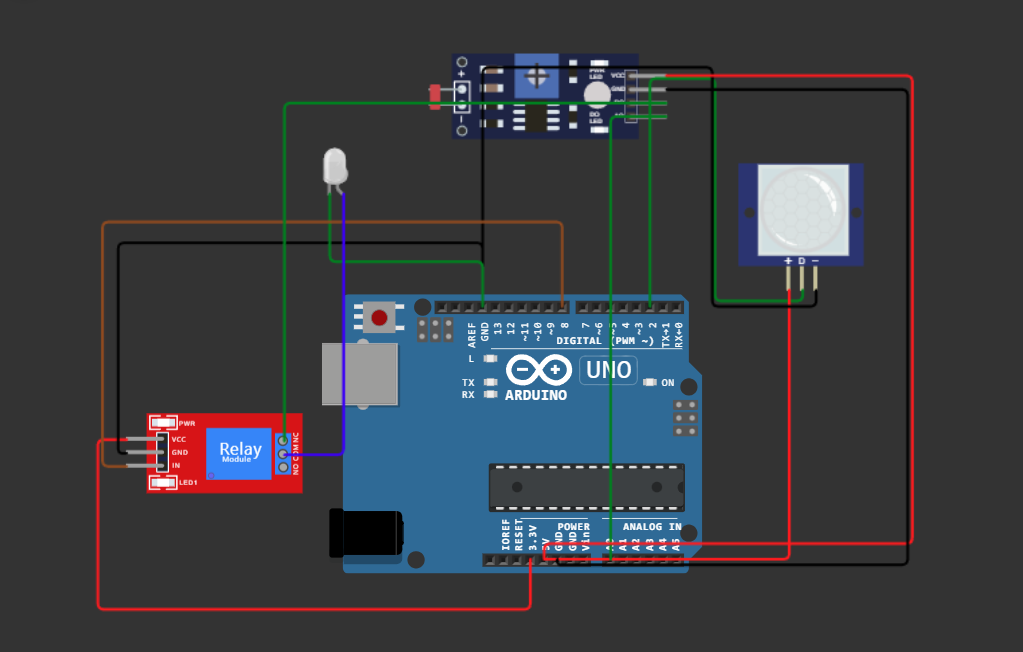 +
PWR
LED
VCC
GND
DO
LED
+ D −
AREF
GND
13
12
~11
~10
~9
8
7
~6
~5
4
~3
2
TX→1
RX←0
DIGITAL (PWM ~)
L
TX
RX
UNO
ON
ARDUINO
PWR
VCC
GND
IN
LED1
Relay
Module
NO COM NC
IOREF
RESET
3.3V
5V
GND
GND
Vin
POWER
ANALOG IN
A0
A1
A2
A3
A4
A5